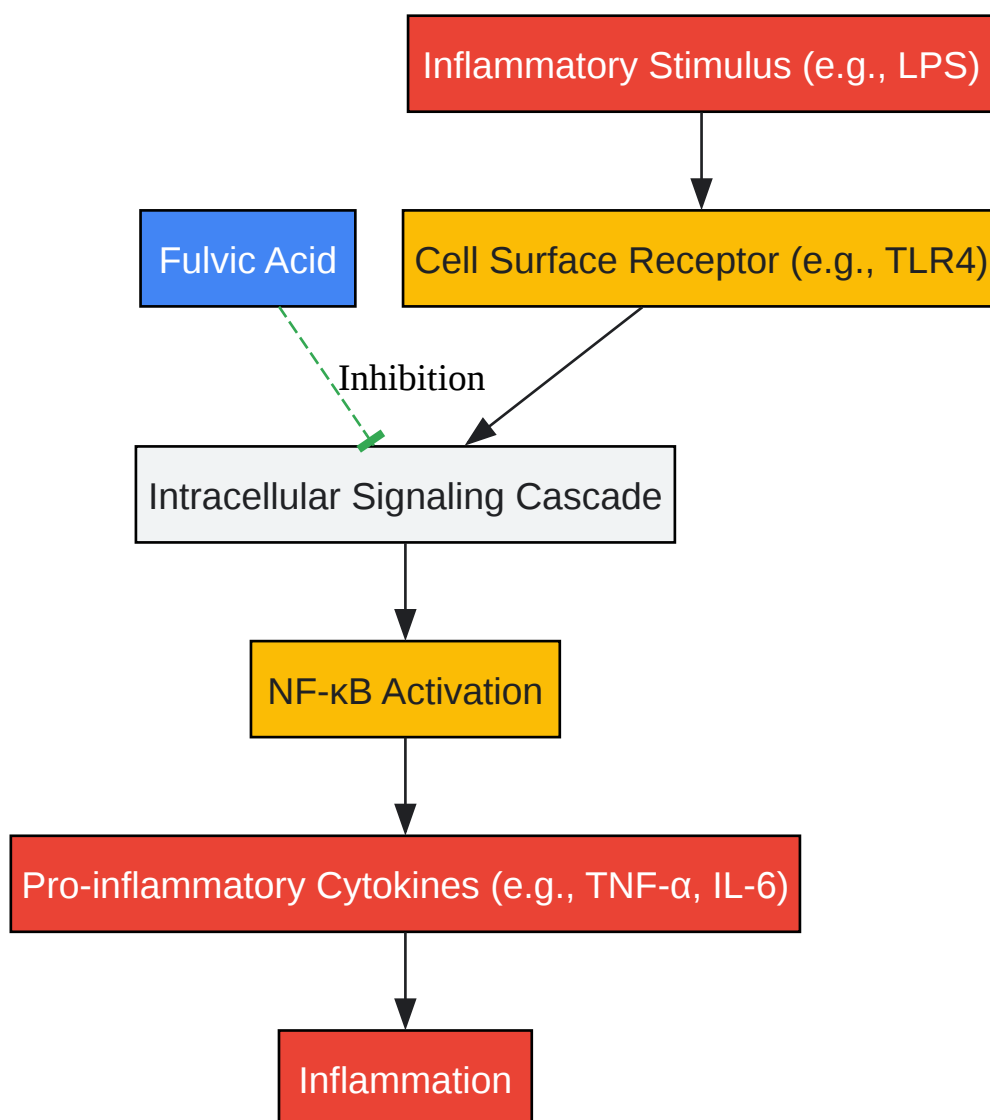 Inflammatory Stimulus (e.g., LPS)
Fulvic Acid
Cell Surface Receptor (e.g., TLR4)
Inhibition
Intracellular Signaling Cascade
NF-κB Activation
Pro-inflammatory Cytokines (e.g., TNF-α, IL-6)
Inflammation